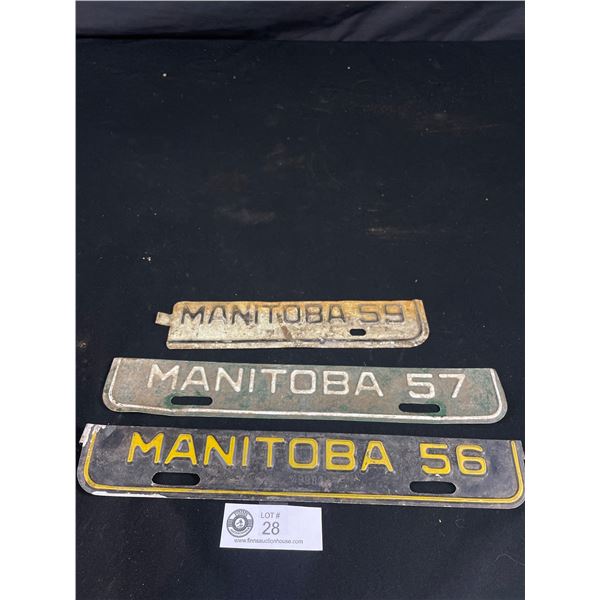 MANITOBA 59
MANITOBA 57
MANITOBA 56
LOT #
28
www.finnsauctionhouse.com